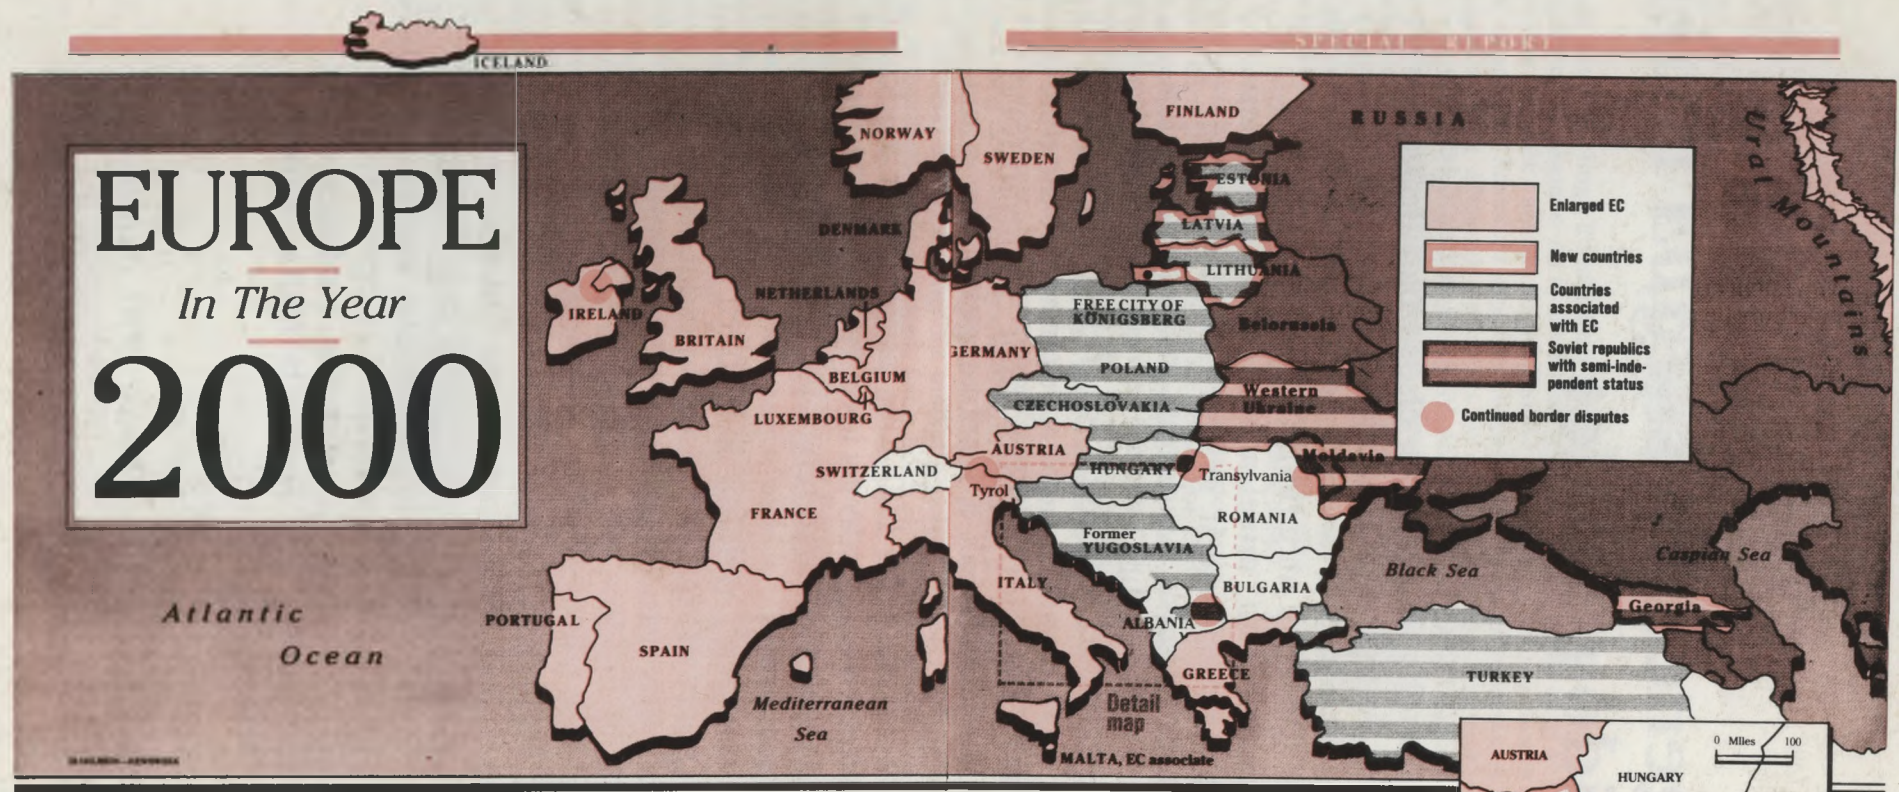 SPECIAL REPORT
ICELAND
EUROPE
In The Year
2000
NORWAY
SWEDEN
FINLAND
RUSSIA
Ural Mountains
ESTONIA
LATVIA
LITHUANIA
DENMARK
NETHERLANDS
IRELAND
BRITAIN
GERMANY
BELGIUM
LUXEMBOURG
FREE CITY OF
KÖNIGSBERG
Belorussia
POLAND
CZECHOSLOVAKIA
Western
Ukraine
Moldavia
AUSTRIA
SWITZERLAND
HUNGARY
Transylvania
Tyrol
FRANCE
ROMANIA
Former
YUGOSLAVIA
ITALY
BULGARIA
Black Sea
Caspian Sea
Georgia
ALBANIA
PORTUGAL
SPAIN
GREECE
TURKEY
Atlantic
Ocean
Mediterranean
Sea
Detail
map
MALTA, EC associate
Enlarged EC
New countries
Countries
associated
with EC
Soviet republics
with semi-inde-
pendent status
Continued border disputes
AUSTRIA
HUNGARY
0 Miles 100